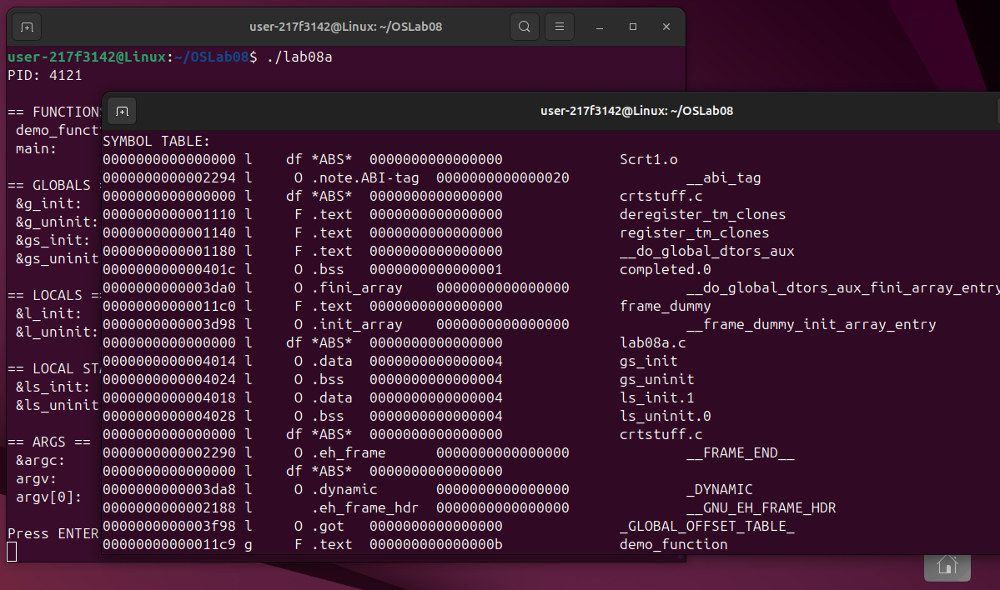 user-217f3142@Linux: ~/OSLab08
user-217f3142@Linux:~/OSLab08$ ./lab08a
PID: 4121
== FUNCTIONS
demo_funct
main:
== GLOBALS =
&g_init:
&g_uninit:
&gs_init:
&gs_uninit
== LOCALS ==
&l_init:
&l_uninit:
== LOCAL STA
&ls_init:
&ls_uninit
== ARGS ==
&argc:
argv:
argv[0]:
Press ENTER
user-217f3142@Linux: ~/OSLab08
SYMBOL TABLE:
0000000000000000 l    df *ABS*  0000000000000000              Scrt1.o
0000000000002294 l     O .note.ABI-tag  0000000000000020              __abi_tag
0000000000000000 l    df *ABS*  0000000000000000              crtstuff.c
0000000000001110 l     F .text  0000000000000000              deregister_tm_clones
0000000000001140 l     F .text  0000000000000000              register_tm_clones
0000000000001180 l     F .text  0000000000000000              __do_global_dtors_aux
000000000000401c l     O .bss   0000000000000001              completed.0
0000000000003da0 l     O .fini_array    0000000000000000              __do_global_dtors_aux_fini_array_entry
00000000000011c0 l     F .text  0000000000000000              frame_dummy
0000000000003d98 l     O .init_array    0000000000000000              __frame_dummy_init_array_entry
0000000000000000 l    df *ABS*  0000000000000000              lab08a.c
0000000000004014 l     O .data  0000000000000004              gs_init
0000000000004024 l     O .bss   0000000000000004              gs_uninit
0000000000004018 l     O .data  0000000000000004              ls_init.1
0000000000004028 l     O .bss   0000000000000004              ls_uninit.0
0000000000000000 l    df *ABS*  0000000000000000              crtstuff.c
0000000000002290 l     O .eh_frame      0000000000000000              __FRAME_END__
0000000000000000 l    df *ABS*  0000000000000000
0000000000003da8 l     O .dynamic       0000000000000000              _DYNAMIC
0000000000002188 l       .eh_frame_hdr  0000000000000000              __GNU_EH_FRAME_HDR
0000000000003f98 l     O .got   0000000000000000              _GLOBAL_OFFSET_TABLE_
00000000000011c9 g     F .text  000000000000000b              demo_function